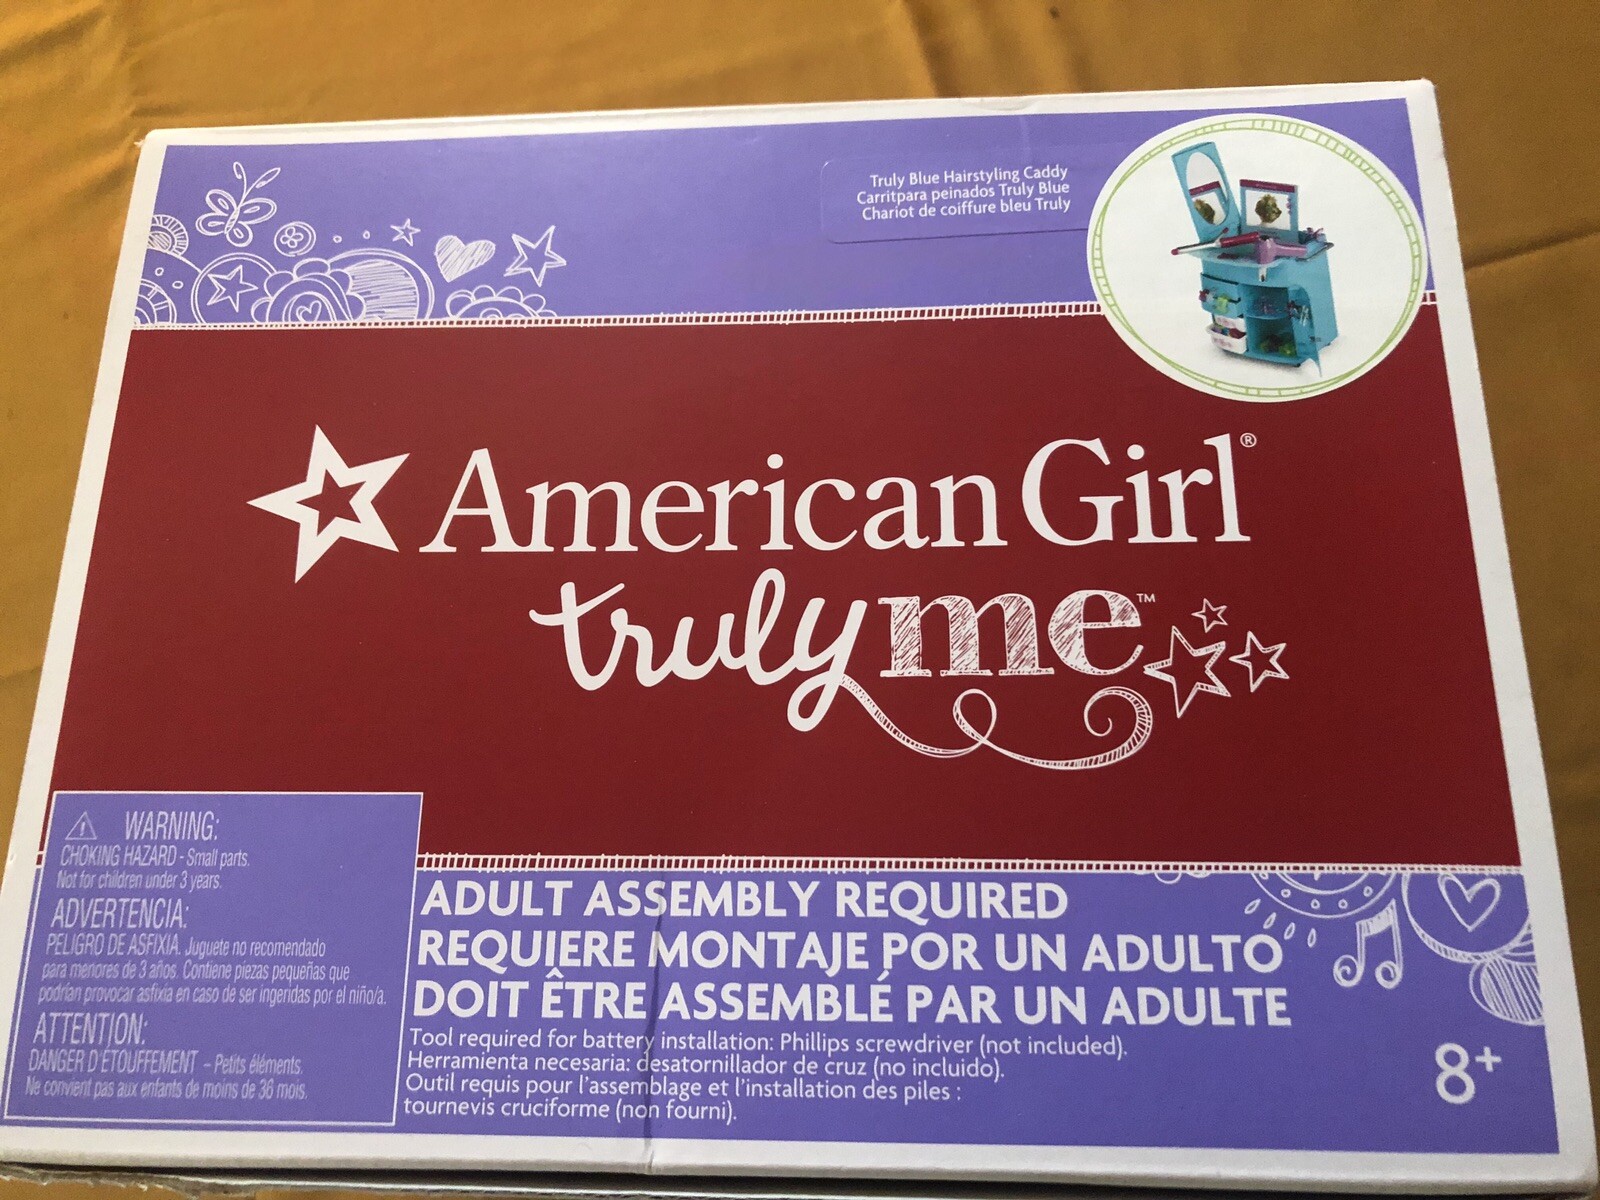 Truly Blue Hairstyling Caddy
Carritpara peinados Truly Blue
Chariot de coiffure bleu Truly
American Girl®
truly me™
WARNING:
CHOKING HAZARD - Small parts.
Not for children under 3 years.
ADVERTENCIA:
PELIGRO DE ASFIXIA. Juguete no recomendado
para menores de 3 años. Contiene piezas pequeñas que
podrían provocar asfixia en caso de ser ingeridas por el niño/a.
ATTENTION:
DANGER D'ÉTOUFFEMENT – Petits éléments.
Ne convient pas aux enfants de moins de 36 mois.
ADULT ASSEMBLY REQUIRED
REQUIERE MONTAJE POR UN ADULTO
DOIT ÊTRE ASSEMBLÉ PAR UN ADULTE
Tool required for battery installation: Phillips screwdriver (not included).
Herramienta necesaria: desatornillador de cruz (no incluido).
Outil requis pour l'assemblage et l'installation des piles :
tournevis cruciforme (non fourni).
8+